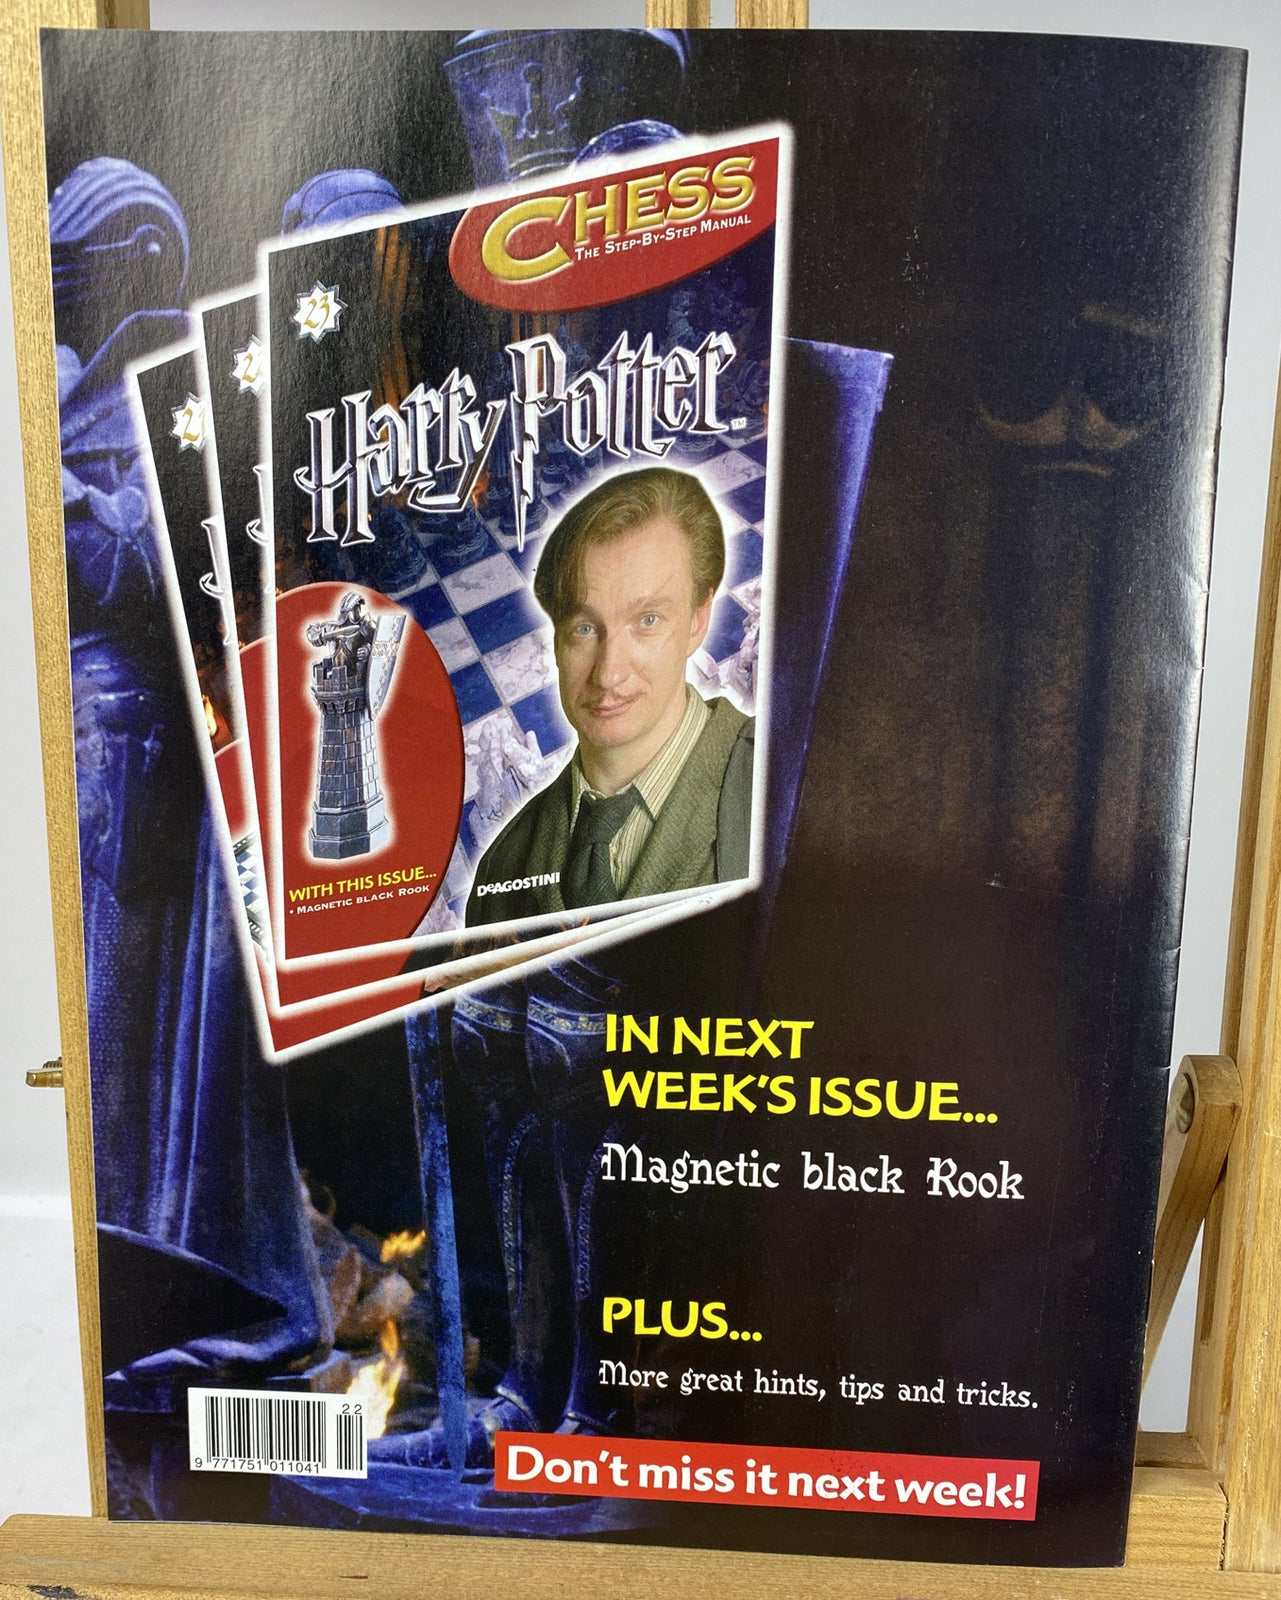 CHESS
THE STEP-BY-STEP MANUAL
23
Harry Potter
TM
WITH THIS ISSUE...
• MAGNETIC BLACK ROOK
DeAGOSTINI
IN NEXT
WEEK'S ISSUE...
Magnetic black Rook
PLUS...
More great hints, tips and tricks.
22
9 771751 011041
Don't miss it next week!